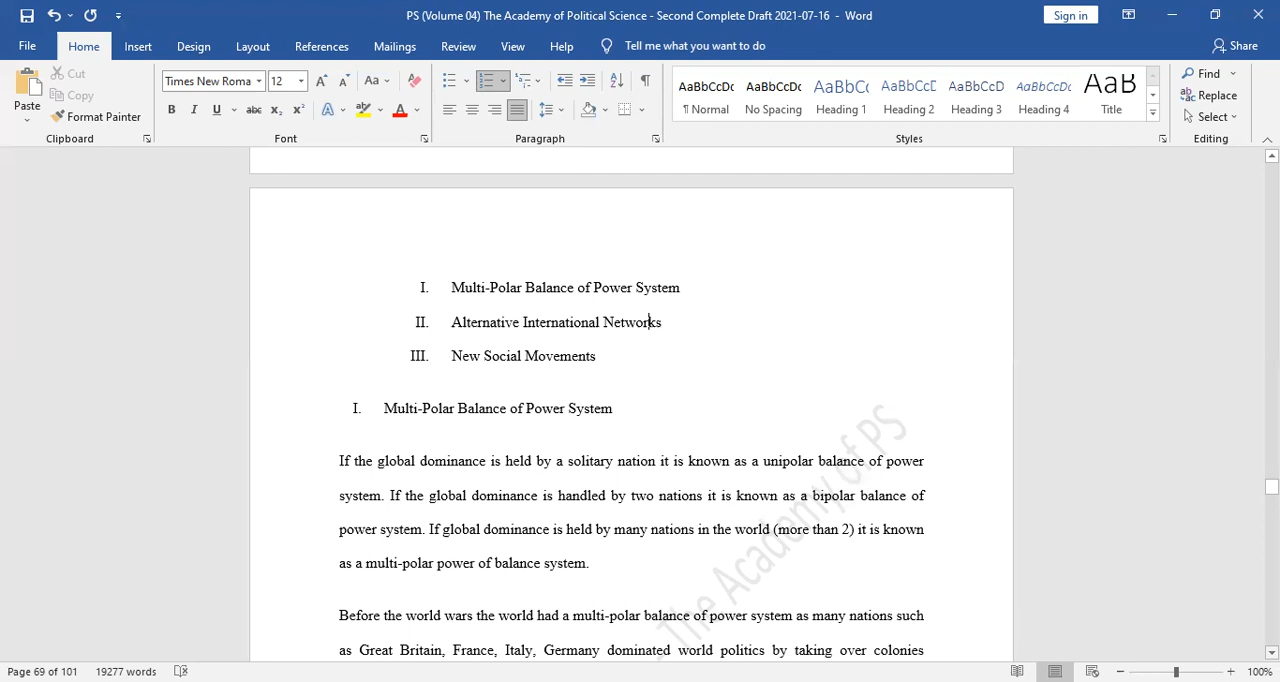 PS (Volume 04) The Academy of Political Science - Second Complete Draft 2021-07-16 - Word
Sign in
File Home Insert Design Layout References Mailings Review View Help Tell me what you want to do
Share
Paste
Cut
Copy
Format Painter
Clipboard
Times New Roma 12
Aa
B I U abc x₂ x² A ab A
Font
Paragraph
AaBbCcDc AaBbCcDc AaBbCc AaBbCcD AaBbCcD AaBbCcDc AaB
¶ Normal No Spacing Heading 1 Heading 2 Heading 3 Heading 4 Title
Styles
Find
Replace
Select
Editing
I. Multi-Polar Balance of Power System
II. Alternative International Networks
III. New Social Movements
I. Multi-Polar Balance of Power System
If the global dominance is held by a solitary nation it is known as a unipolar balance of power
system. If the global dominance is handled by two nations it is known as a bipolar balance of
power system. If global dominance is held by many nations in the world (more than 2) it is known
as a multi-polar power of balance system.
Before the world wars the world had a multi-polar balance of power system as many nations such
as Great Britain, France, Italy, Germany dominated world politics by taking over colonies
The Academy of PS
Page 69 of 101 19277 words
100%